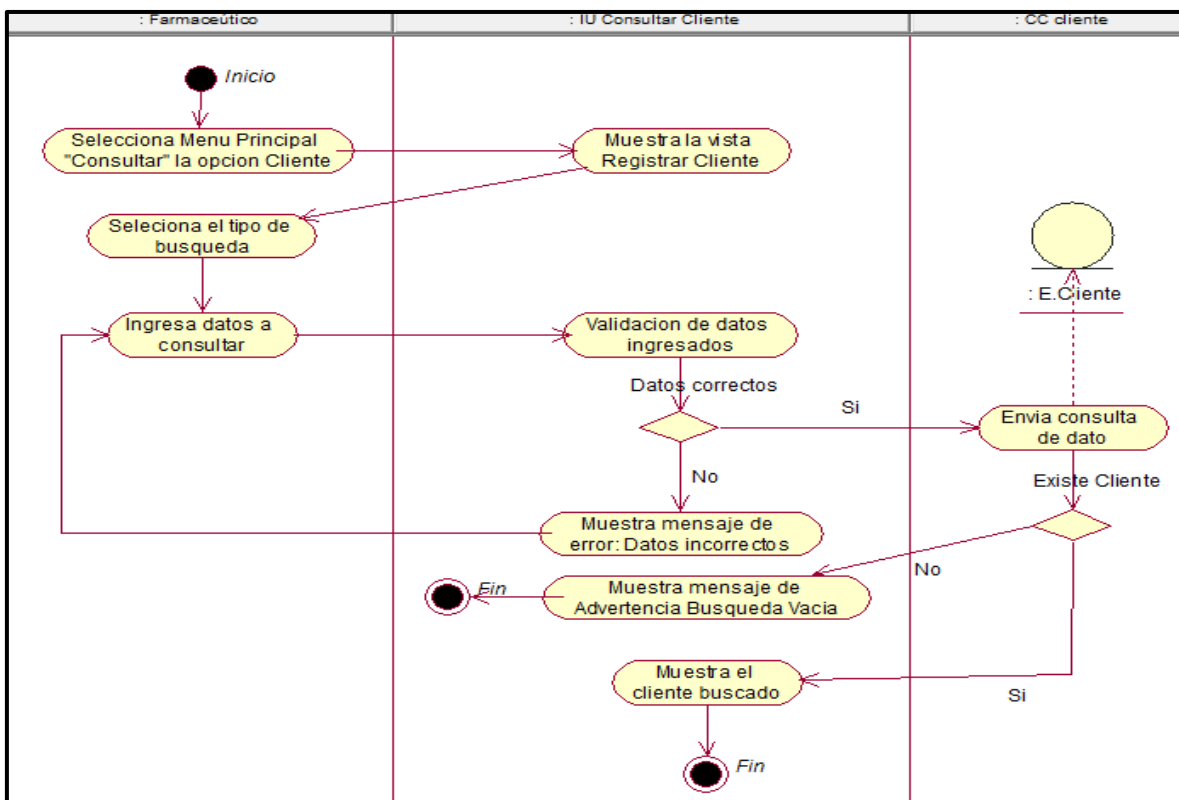 : Farmaceútico
: IU Consultar Cliente
: CC cliente
Inicio
Selecciona Menu Principal
"Consultar" la opcion Cliente
Muestra la vista
Registrar Cliente
Seleciona el tipo de
busqueda
: E.Cliente
Ingresa datos a
consultar
Validacion de datos
ingresados
Datos correctos
Si
Envia consulta
de dato
No
Existe Cliente
Muestra mensaje de
error: Datos incorrectos
No
Fin
Muestra mensaje de
Advertencia Busqueda Vacia
Muestra el
cliente buscado
Si
Fin